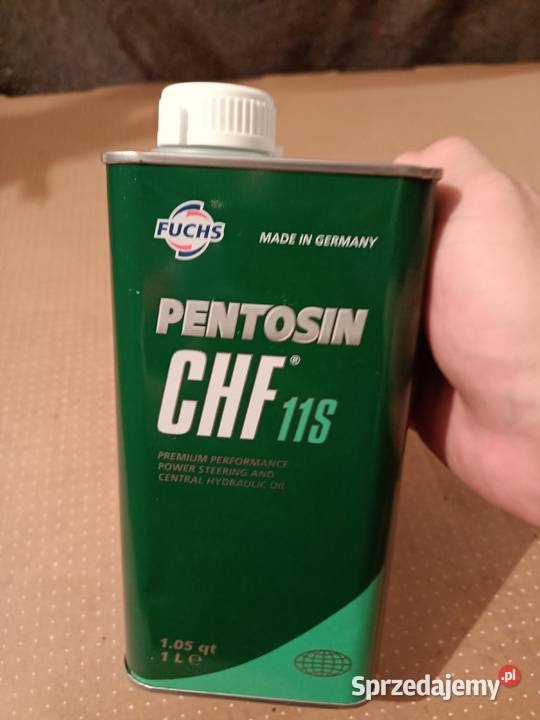 FUCHS
MADE IN GERMANY
PENTOSIN
CHF®
11S
PREMIUM PERFORMANCE
POWER STEERING AND
CENTRAL HYDRAULIC OIL
1.05 qt
1 L e
Sprzedajemy.pl